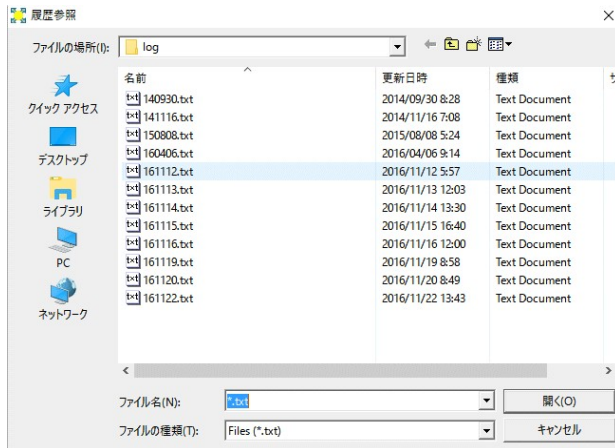 履歴参照
ファイルの場所(I): log
名前 更新日時 種類 サ
140930.txt 2014/09/30 8:28 Text Document
141116.txt 2014/11/16 7:08 Text Document
150808.txt 2015/08/08 5:24 Text Document
160406.txt 2016/04/06 9:14 Text Document
161112.txt 2016/11/12 5:57 Text Document
161113.txt 2016/11/13 12:03 Text Document
161114.txt 2016/11/14 13:30 Text Document
161115.txt 2016/11/15 16:40 Text Document
161116.txt 2016/11/16 12:00 Text Document
161119.txt 2016/11/19 8:58 Text Document
161120.txt 2016/11/20 8:49 Text Document
161122.txt 2016/11/22 13:43 Text Document
クイック アクセス
デスクトップ
ライブラリ
PC
ネットワーク
ファイル名(N): *.txt 開く(O)
ファイルの種類(T): Files (*.txt) キャンセル